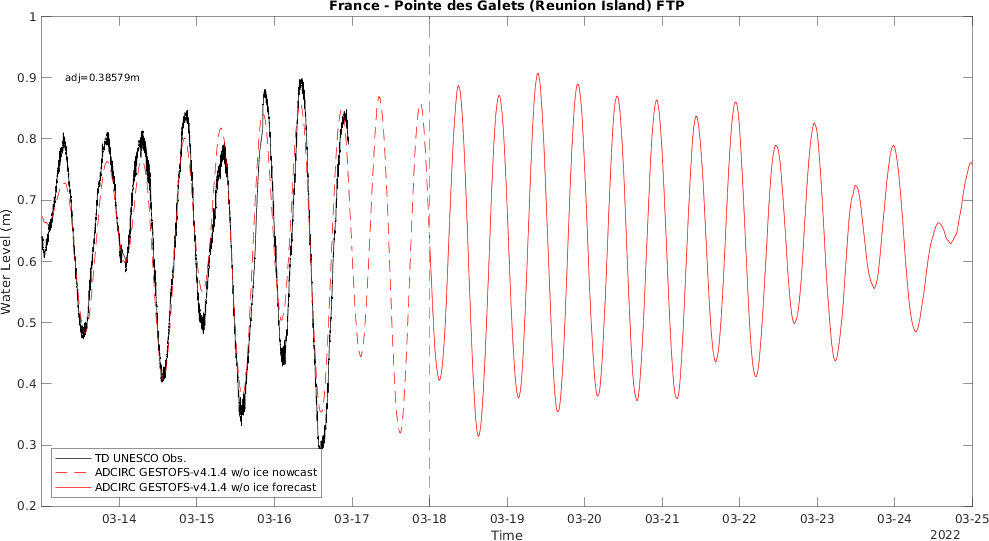 France - Pointe des Galets (Reunion Island) FTP
adj=0.38579m
Water Level (m)
1
0.9
0.8
0.7
0.6
0.5
0.4
0.3
0.2
TD UNESCO Obs.
ADCIRC GESTOFS-v4.1.4 w/o ice nowcast
ADCIRC GESTOFS-v4.1.4 w/o ice forecast
03-14 03-15 03-16 03-17 03-18 03-19 03-20 03-21 03-22 03-23 03-24 03-25
Time
2022